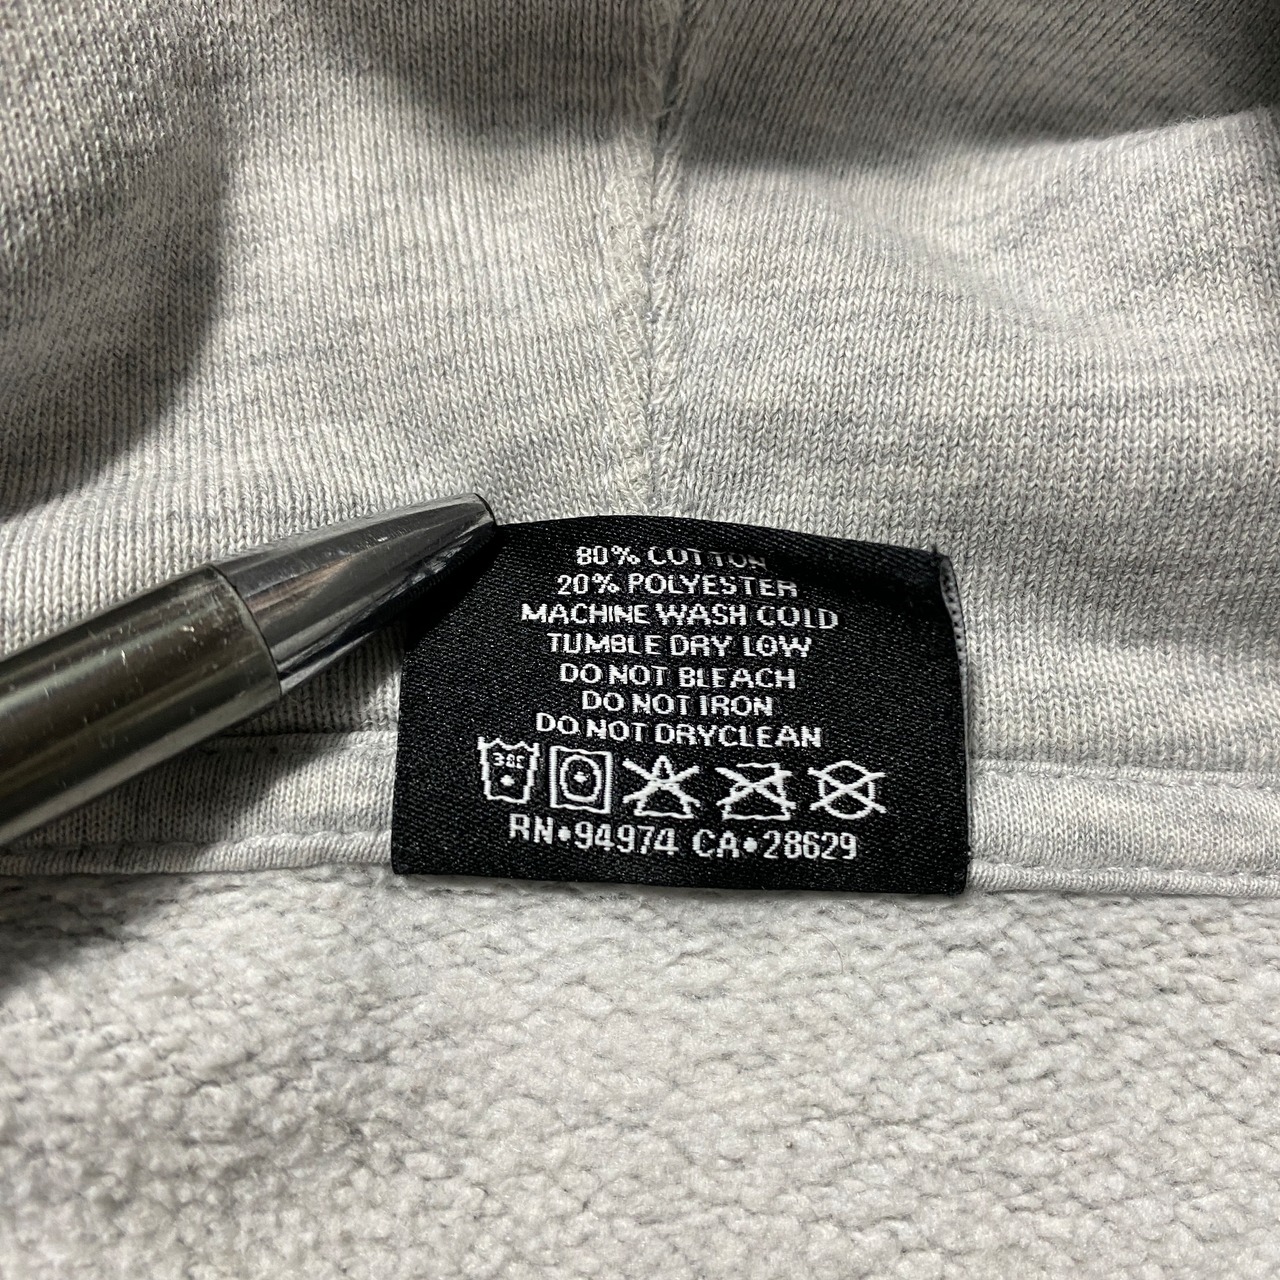 80% COTTON
20% POLYESTER
MACHINE WASH COLD
TUMBLE DRY LOW
DO NOT BLEACH
DO NOT IRON
DO NOT DRYCLEAN
RN•94974 CA•28629